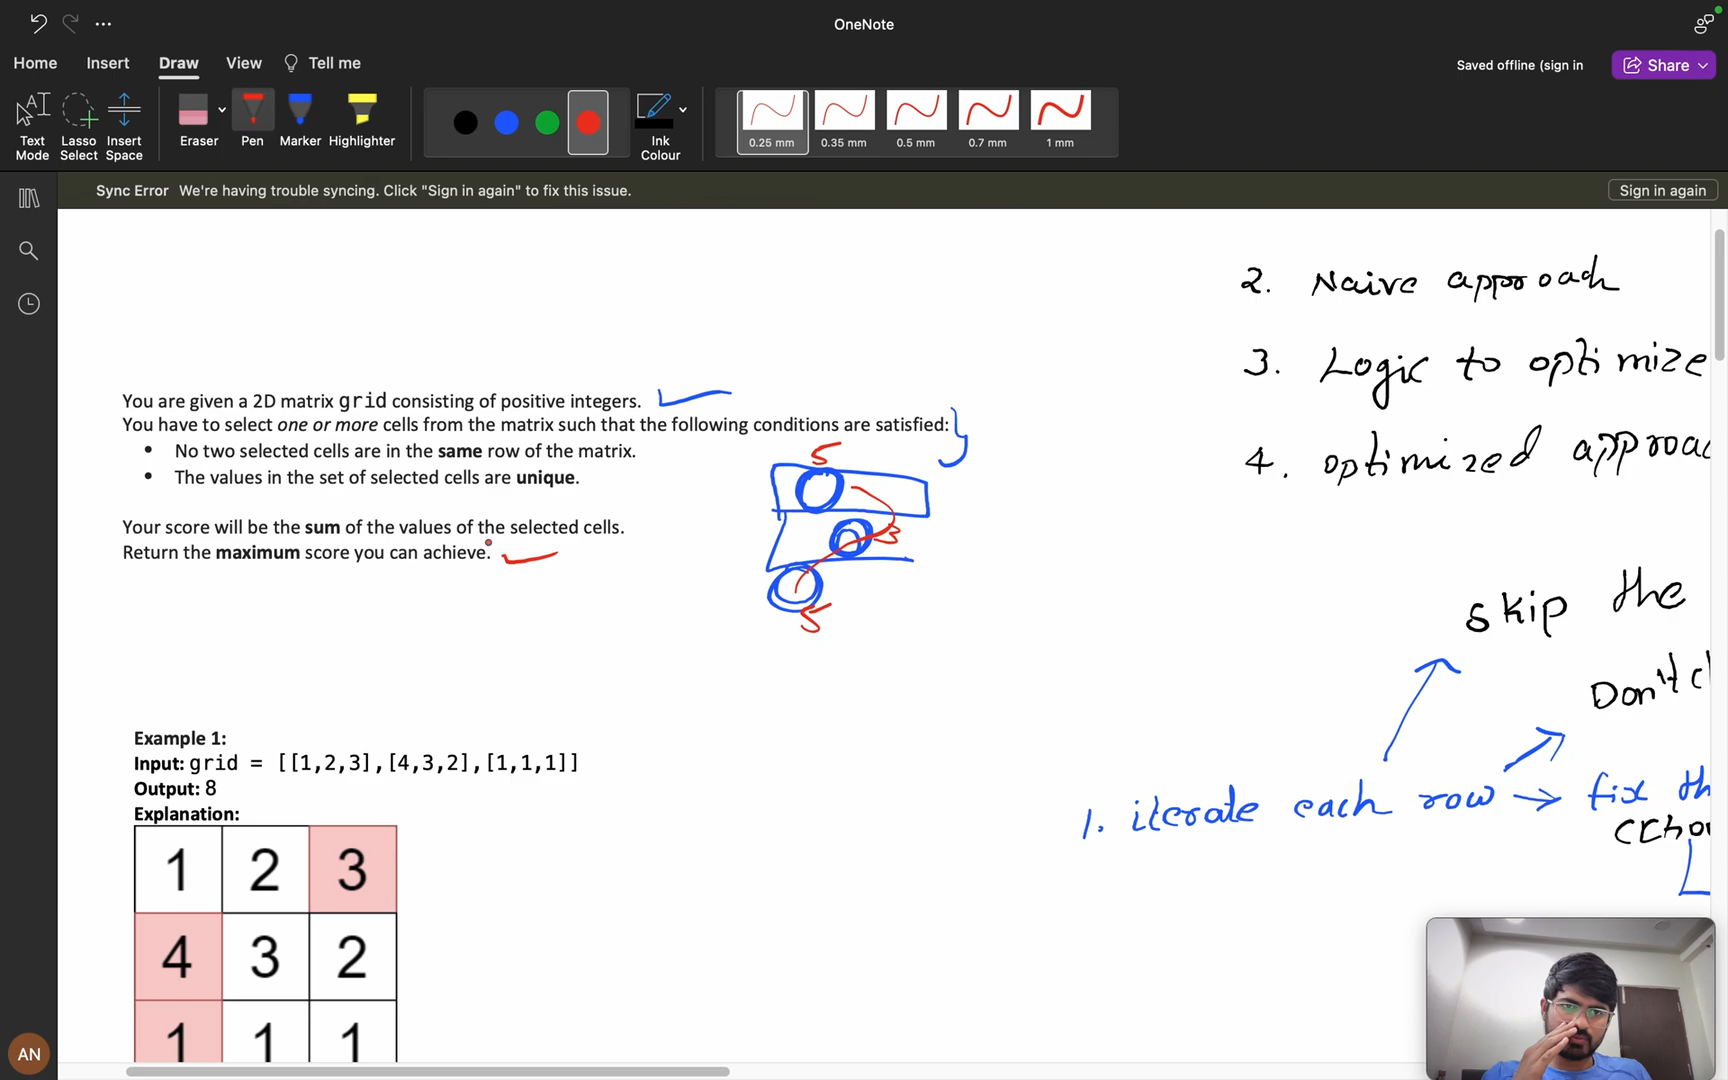 OneNote
Home Insert Draw View Tell me
Saved offline (sign in
Share
Text Mode
Lasso Select
Insert Space
Eraser
Pen
Marker
Highlighter
Ink Colour
0.25 mm
0.35 mm
0.5 mm
0.7 mm
1 mm
Sync Error We're having trouble syncing. Click "Sign in again" to fix this issue.
Sign in again
2. Naive approach
3. Logic to optimize
4. optimized approac
You are given a 2D matrix grid consisting of positive integers.
You have to select one or more cells from the matrix such that the following conditions are satisfied:
• No two selected cells are in the same row of the matrix.
• The values in the set of selected cells are unique.
Your score will be the sum of the values of the selected cells.
Return the maximum score you can achieve.
5
3
5
skip the
Don't c
1. iterate each row → fix th
Example 1:
Input: grid = [[1,2,3],[4,3,2],[1,1,1]]
Output: 8
Explanation:
1 2 3
4 3 2
1 1 1
AN